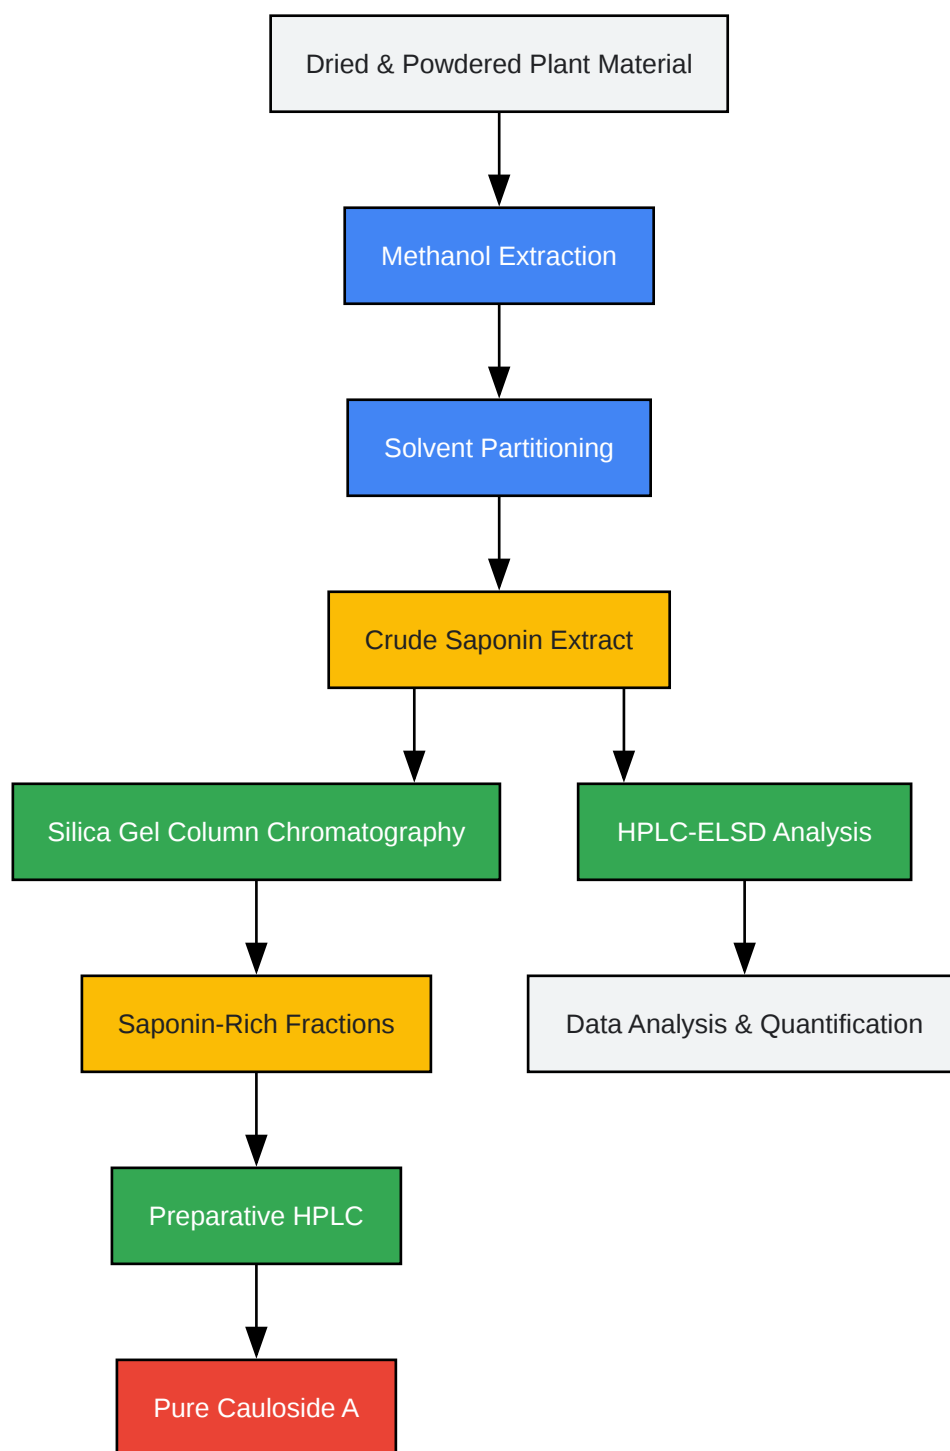 Dried & Powdered Plant Material
Methanol Extraction
Solvent Partitioning
Crude Saponin Extract
Silica Gel Column Chromatography
HPLC-ELSD Analysis
Saponin-Rich Fractions
Data Analysis & Quantification
Preparative HPLC
Pure Cauloside A